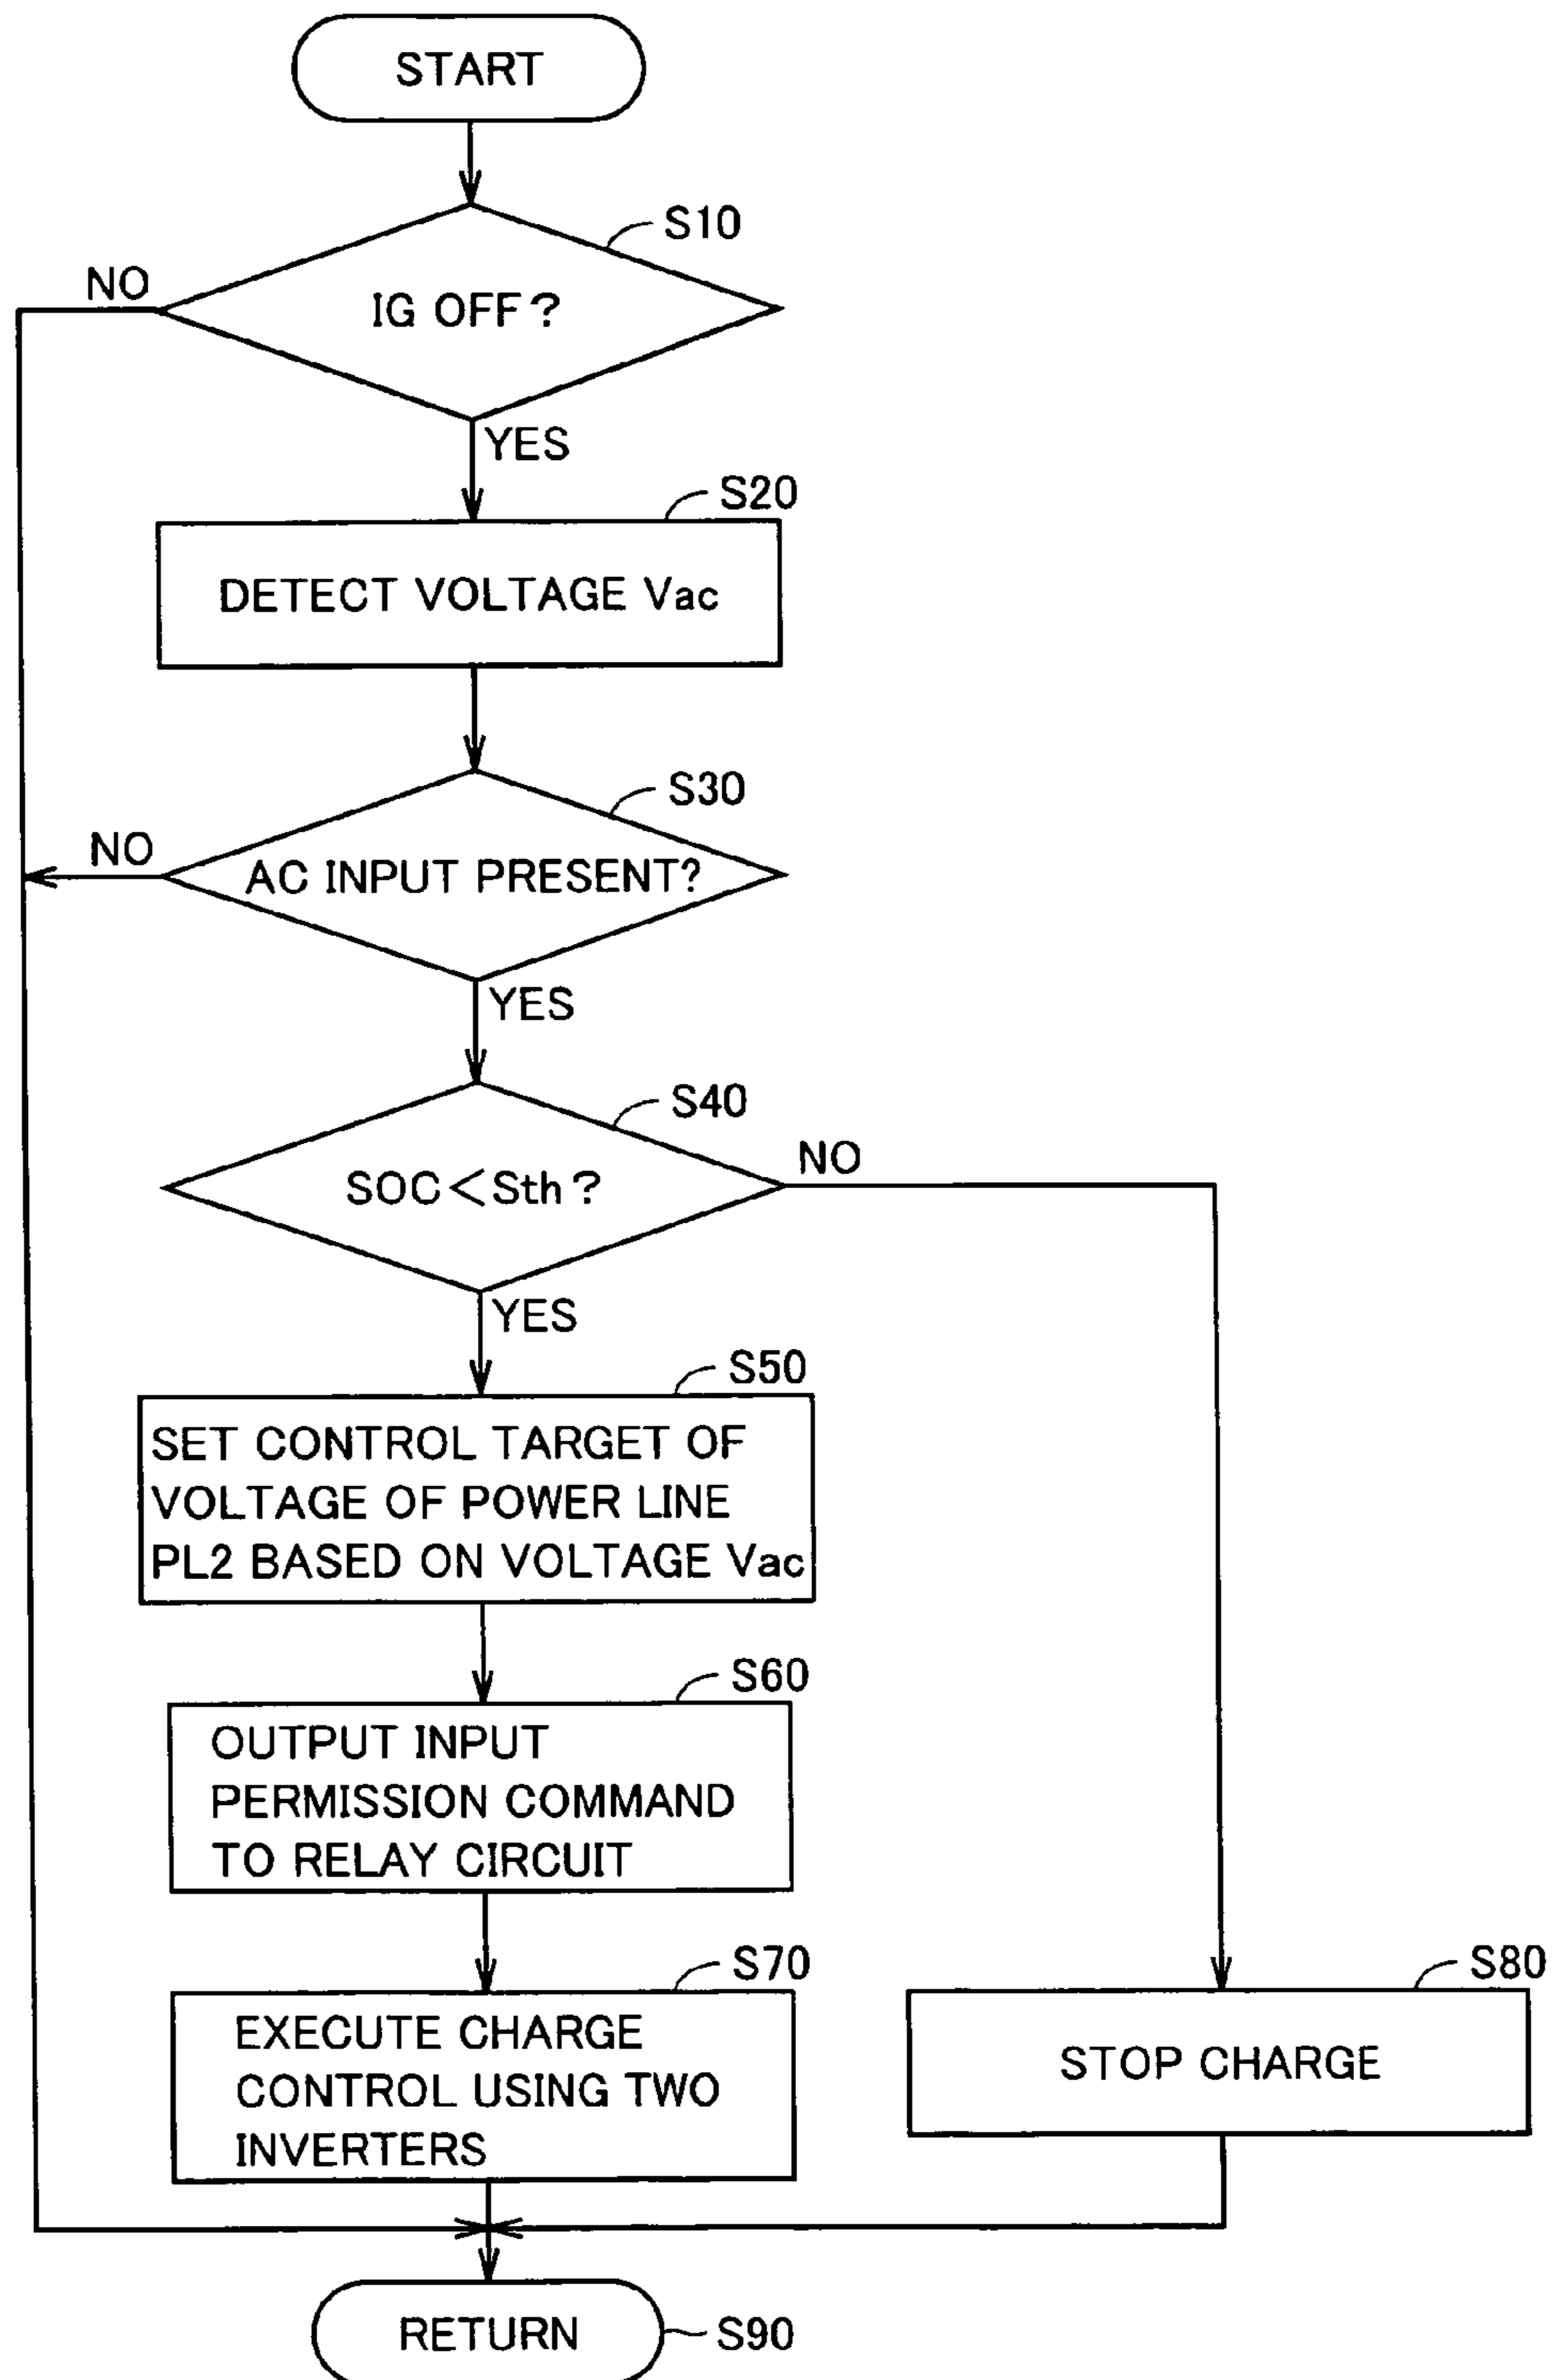 START
S10
NO
IG OFF?
YES
S20
DETECT VOLTAGE Vac
S30
NO
AC INPUT PRESENT?
YES
S40
NO
SOC<Sth?
YES
S50
SET CONTROL TARGET OF
VOLTAGE OF POWER LINE
PL2 BASED ON VOLTAGE Vac
S60
OUTPUT INPUT
PERMISSION COMMAND
TO RELAY CIRCUIT
S70
EXECUTE CHARGE
CONTROL USING TWO
INVERTERS
S80
STOP CHARGE
RETURN
S90